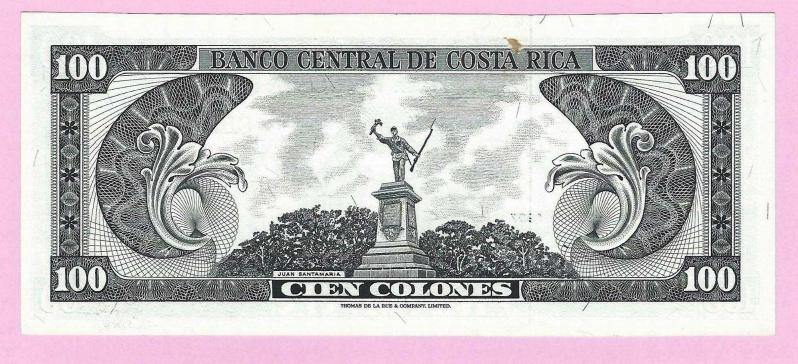 BANCO CENTRAL DE COSTA RICA
100 100
JUAN SANTAMARIA
100 CIEN COLONES 100
THOMAS DE LA RUE & COMPANY, LIMITED.